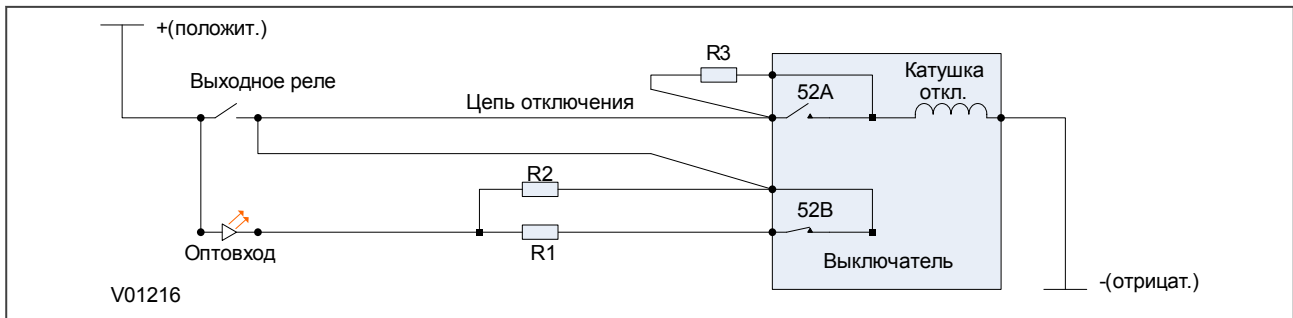 +(положит.)
R3
Катушка
откл.
Выходное реле
52A
Цепь отключения
R2
52B
Оптовход
R1
Выключатель
-(отрицат.)
V01216